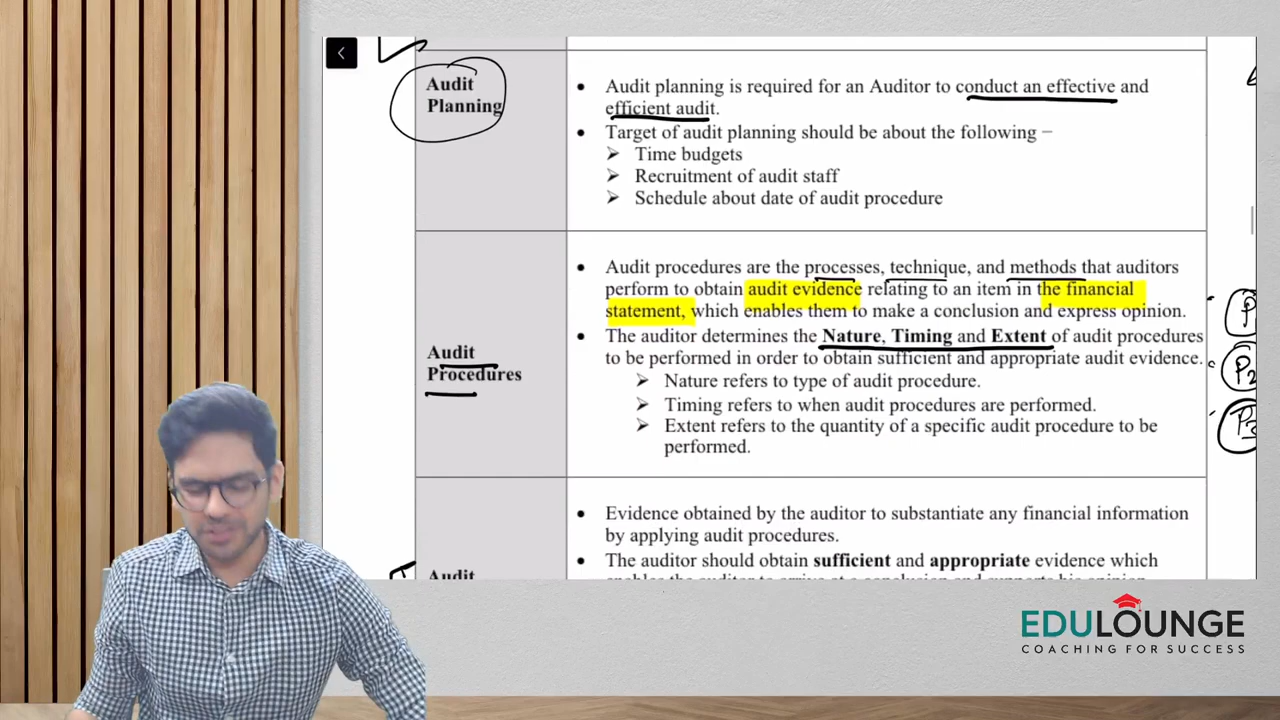 Audit
Planning
• Audit planning is required for an Auditor to conduct an effective and
efficient audit.
• Target of audit planning should be about the following −
➢ Time budgets
➢ Recruitment of audit staff
➢ Schedule about date of audit procedure
Audit
Procedures
• Audit procedures are the processes, technique, and methods that auditors
perform to obtain audit evidence relating to an item in the financial
statement, which enables them to make a conclusion and express opinion.
• The auditor determines the Nature, Timing and Extent of audit procedures
to be performed in order to obtain sufficient and appropriate audit evidence.
➢ Nature refers to type of audit procedure.
➢ Timing refers to when audit procedures are performed.
➢ Extent refers to the quantity of a specific audit procedure to be
performed.
P2
Audit
• Evidence obtained by the auditor to substantiate any financial information
by applying audit procedures.
• The auditor should obtain sufficient and appropriate evidence which
EDULOUNGE
COACHING FOR SUCCESS